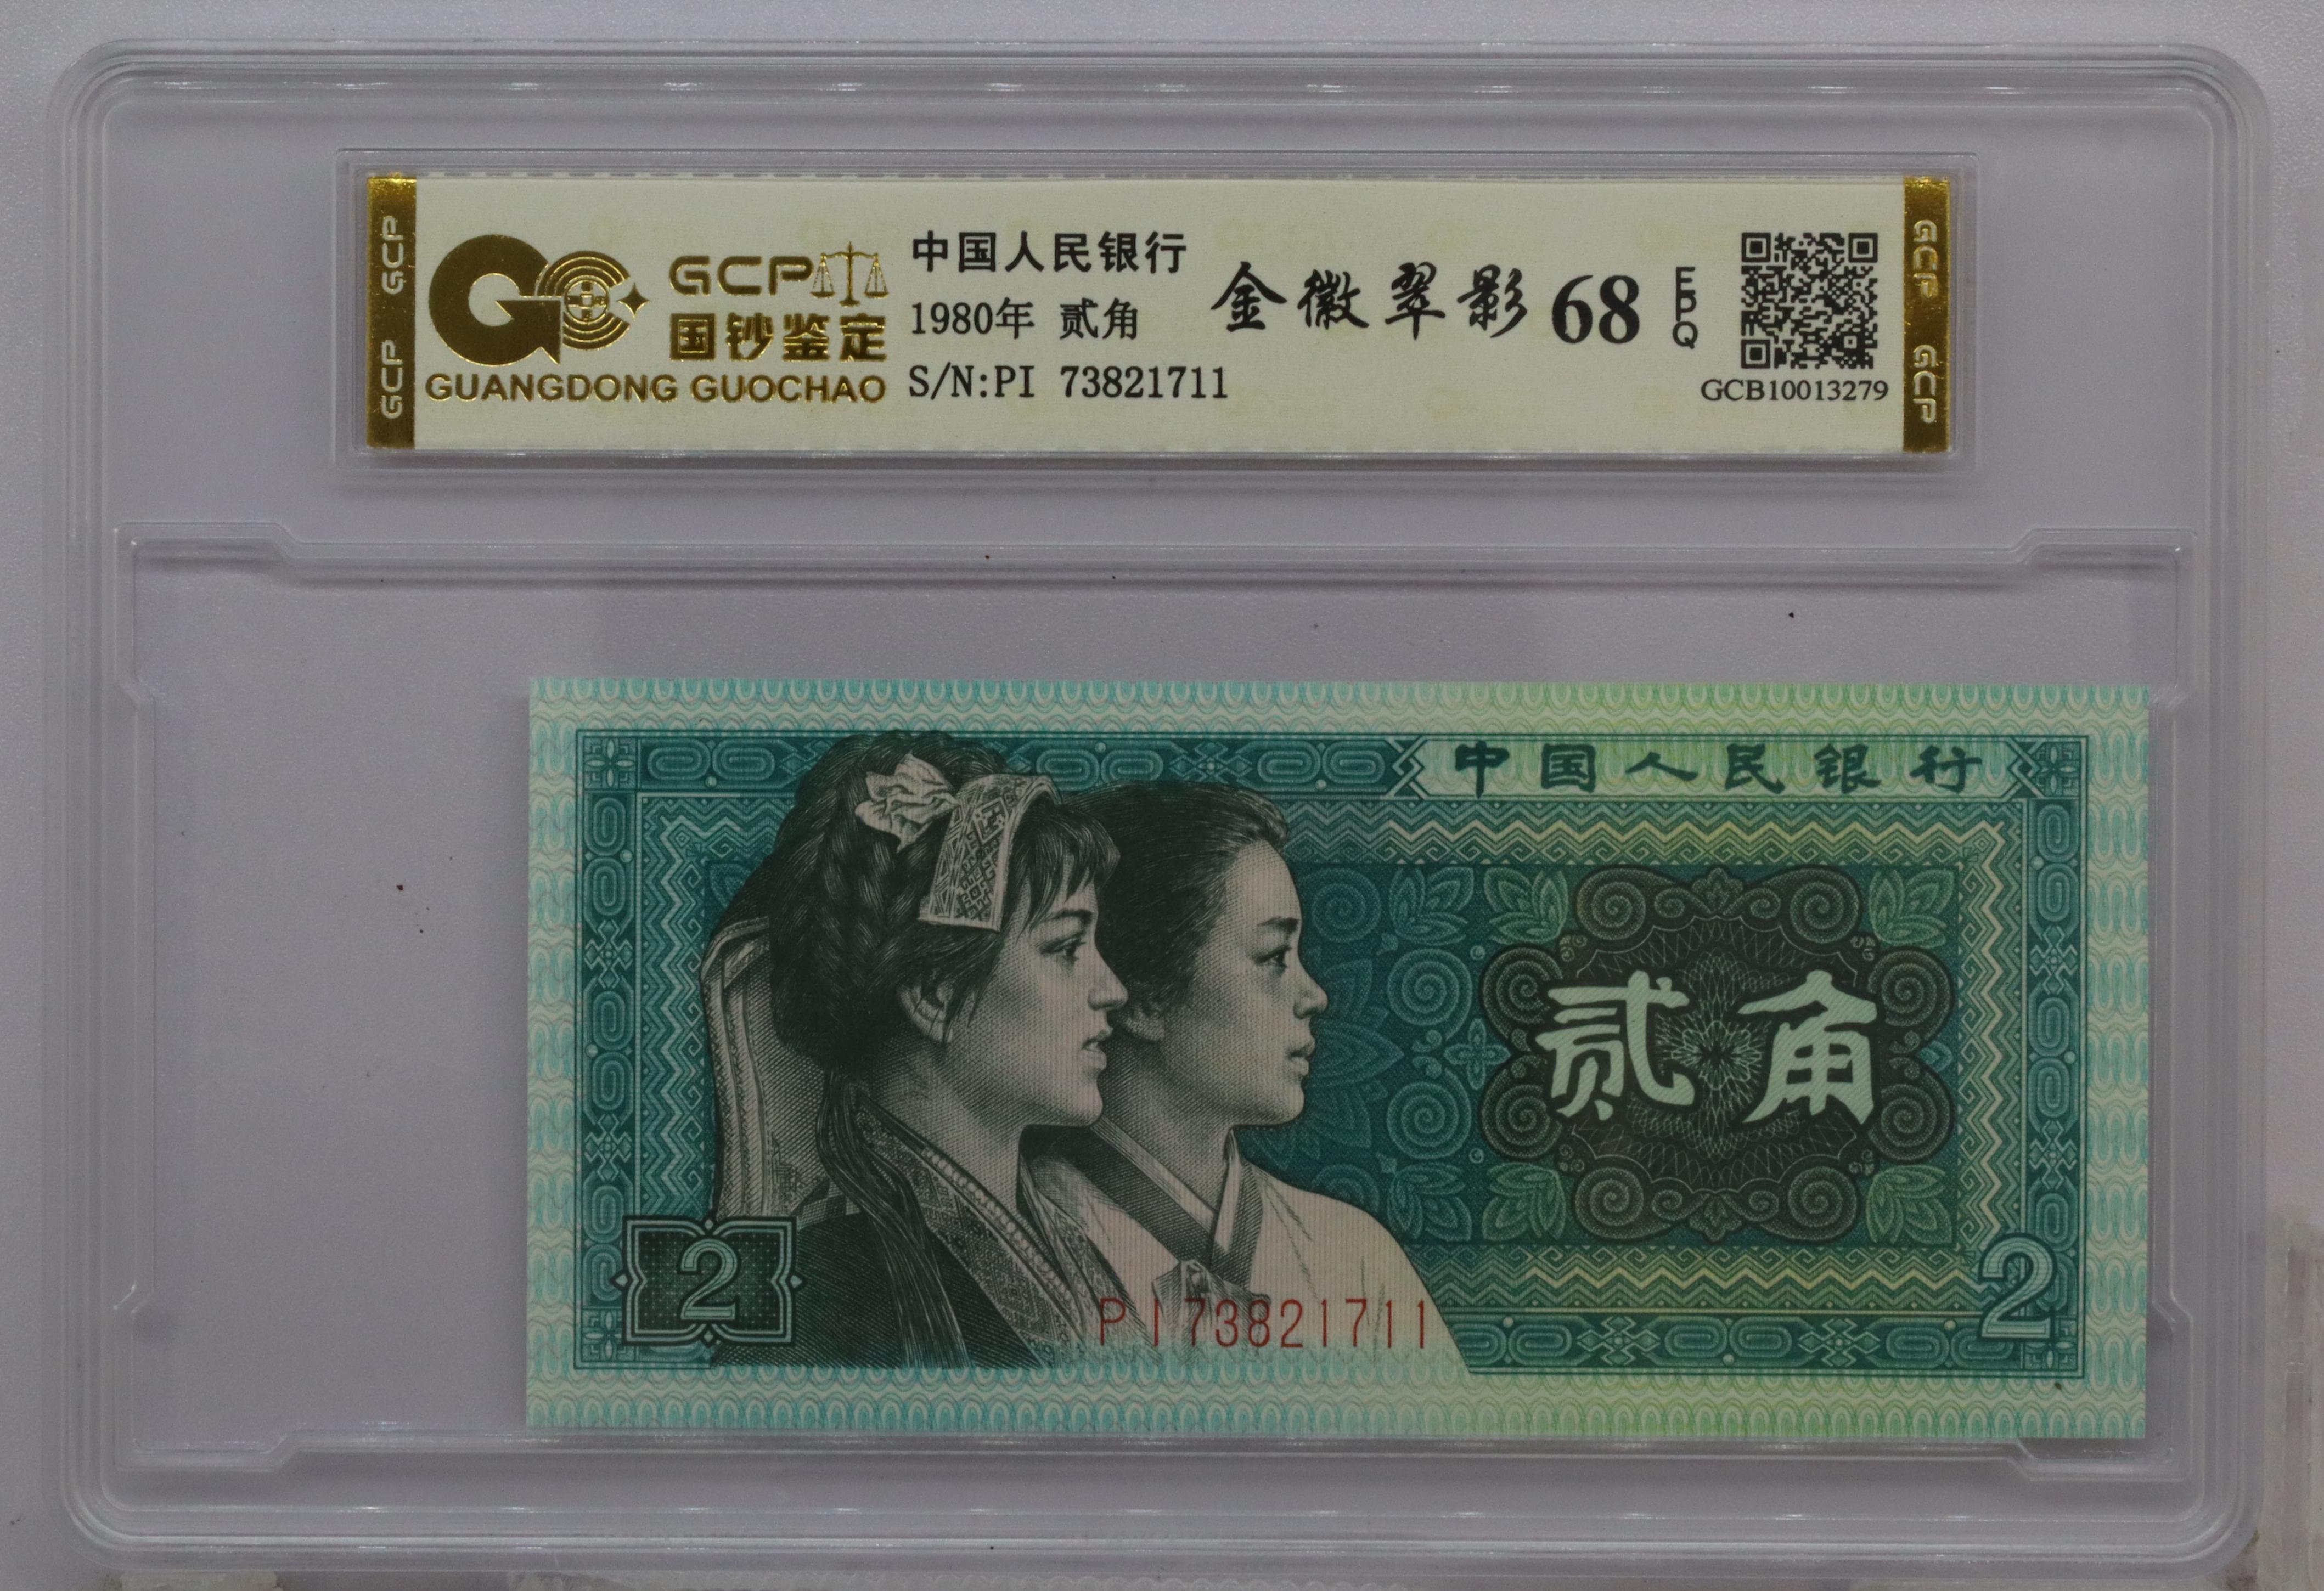 GCP GCP
GCP
国钞鉴定
GUANGDONG GUOCHAO
中国人民银行
1980年 贰角
S/N:PI 73821711
金徽翠影 68 EPQ
GCB10013279
GCP GCP
中国人民银行
贰角
2
PI73821711
2